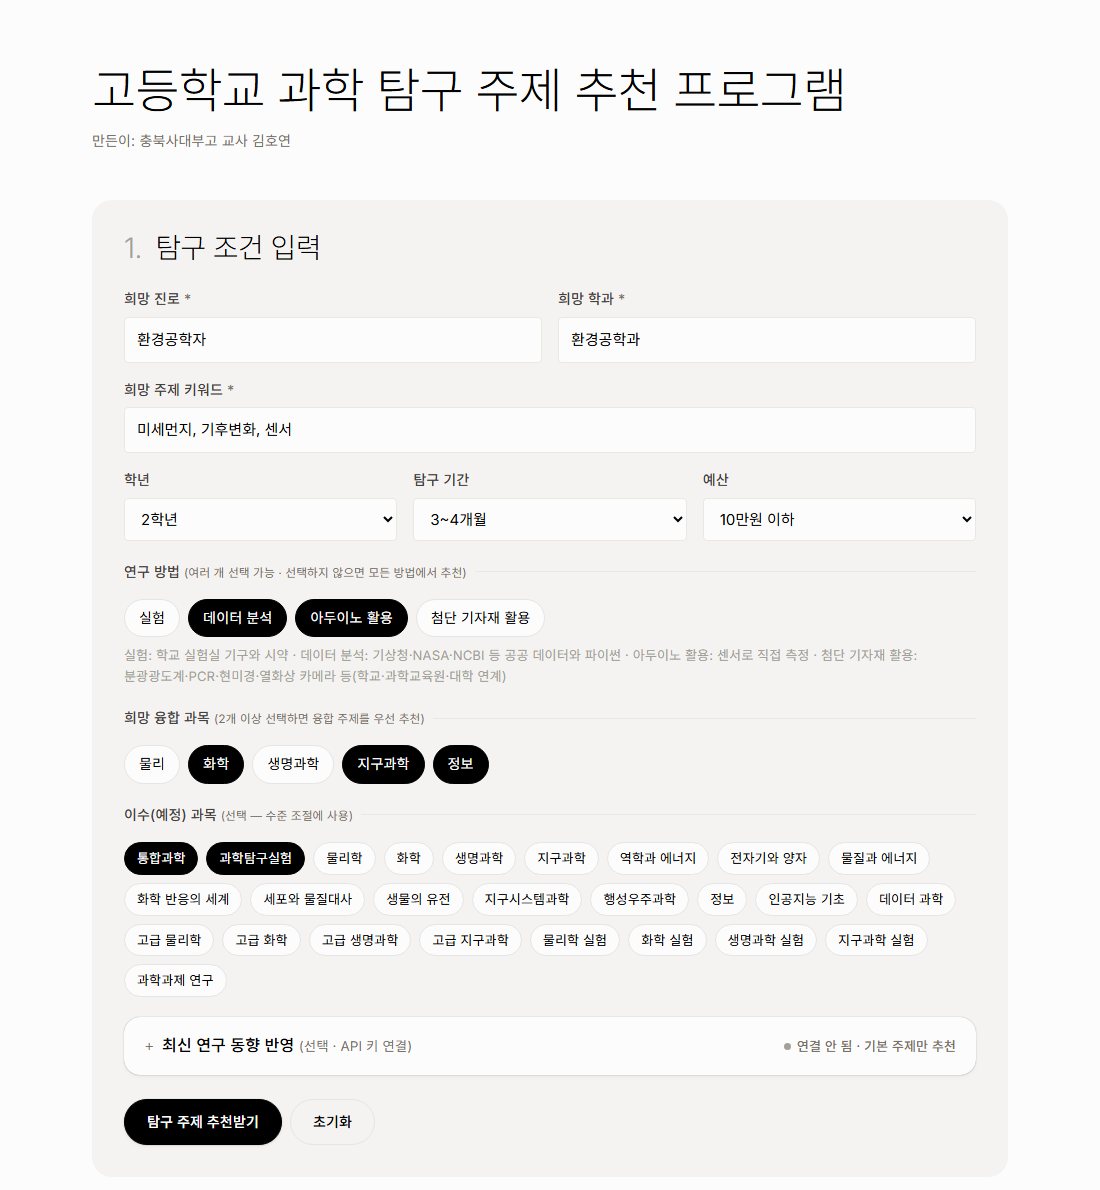 고등학교 과학 탐구 주제 추천 프로그램
만든이: 충북사대부고 교사 김호연
1. 탐구 조건 입력
희망 진로 * 희망 학과 *
환경공학자 환경공학과
희망 주제 키워드 *
미세먼지, 기후변화, 센서
학년 탐구 기간 예산
2학년 3~4개월 10만원 이하
연구 방법 (여러 개 선택 가능 · 선택하지 않으면 모든 방법에서 추천)
실험 데이터 분석 아두이노 활용 첨단 기자재 활용
실험: 학교 실험실 기구와 시약 · 데이터 분석: 기상청·NASA·NCBI 등 공공 데이터와 파이썬 · 아두이노 활용: 센서로 직접 측정 · 첨단 기자재 활용:
분광광도계·PCR·현미경·열화상 카메라 등(학교·과학교육원·대학 연계)
희망 융합 과목 (2개 이상 선택하면 융합 주제를 우선 추천)
물리 화학 생명과학 지구과학 정보
이수(예정) 과목 (선택 — 수준 조절에 사용)
통합과학 과학탐구실험 물리학 화학 생명과학 지구과학 역학과 에너지 전자기와 양자 물질과 에너지
화학 반응의 세계 세포와 물질대사 생물의 유전 지구시스템과학 행성우주과학 정보 인공지능 기초 데이터 과학
고급 물리학 고급 화학 고급 생명과학 고급 지구과학 물리학 실험 화학 실험 생명과학 실험 지구과학 실험
과학과제 연구
+ 최신 연구 동향 반영 (선택 · API 키 연결) 연결 안 됨 · 기본 주제만 추천
탐구 주제 추천받기 초기화